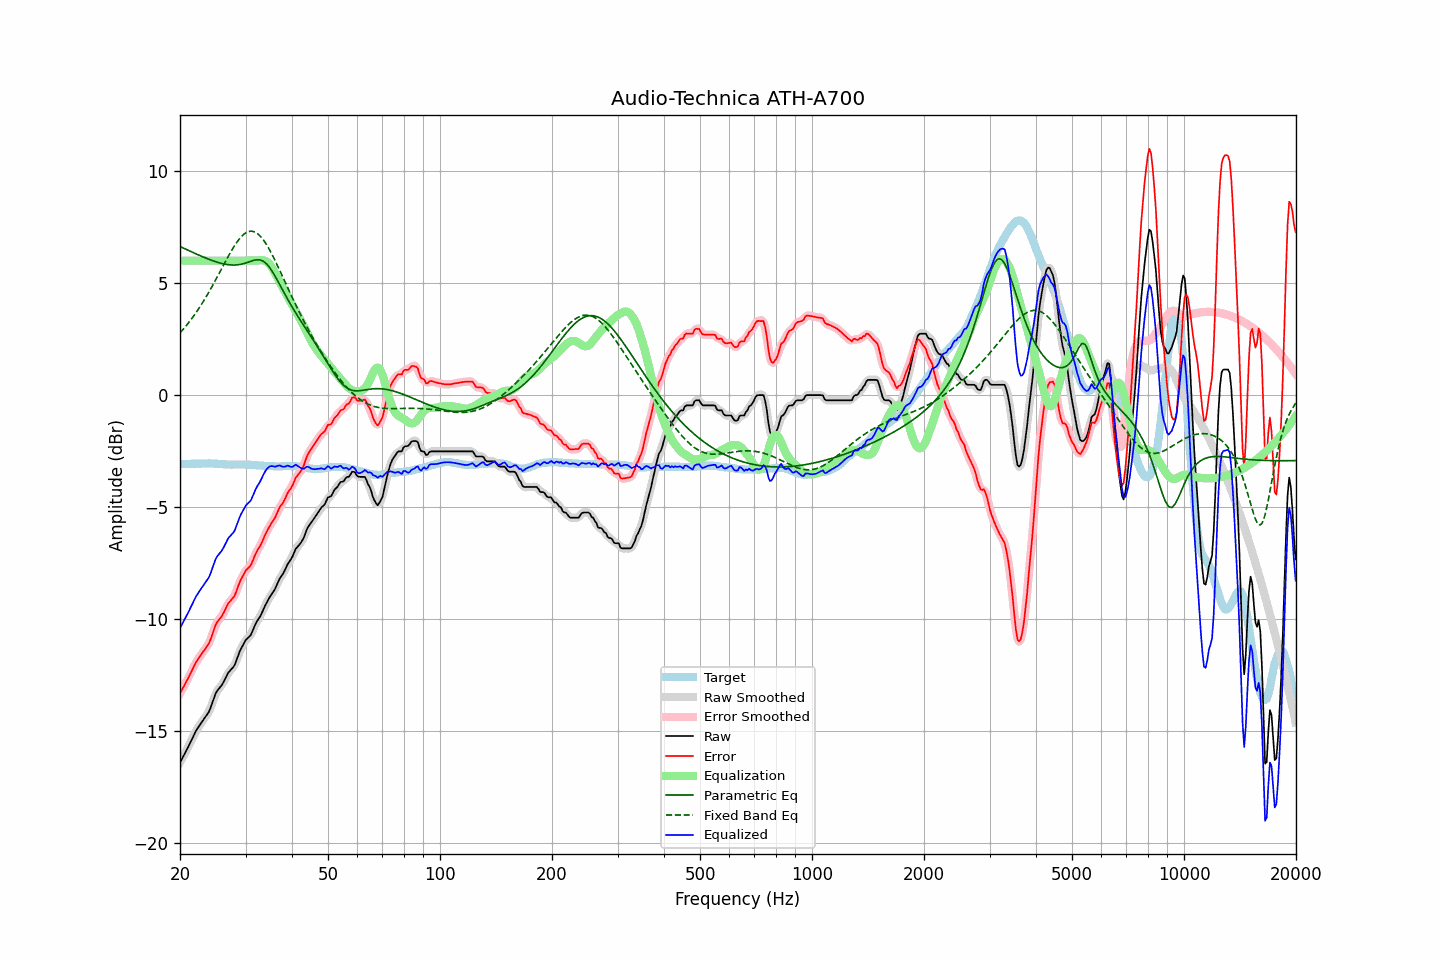 Audio-Technica ATH-A700
Amplitude (dBr)
10
5
0
−5
−10
−15
−20
Target
Raw Smoothed
Error Smoothed
Raw
Error
Equalization
Parametric Eq
Fixed Band Eq
Equalized
20 50 100 200 500 1000 2000 5000 10000 20000
Frequency (Hz)